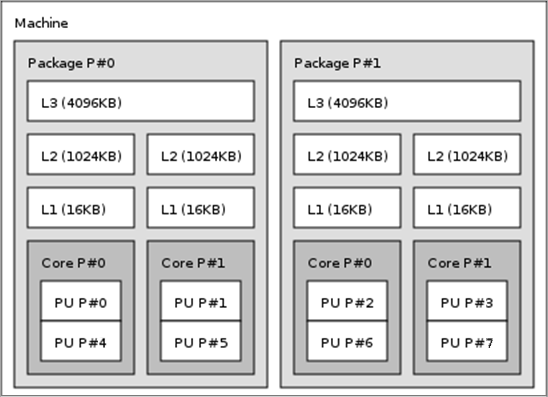 Machine
Package P#0
L3 (4096KB)
L2 (1024KB) L2 (1024KB)
L1 (16KB) L1 (16KB)
Core P#0 Core P#1
PU P#0 PU P#1
PU P#4 PU P#5
Package P#1
L3 (4096KB)
L2 (1024KB) L2 (1024KB)
L1 (16KB) L1 (16KB)
Core P#0 Core P#1
PU P#2 PU P#3
PU P#6 PU P#7